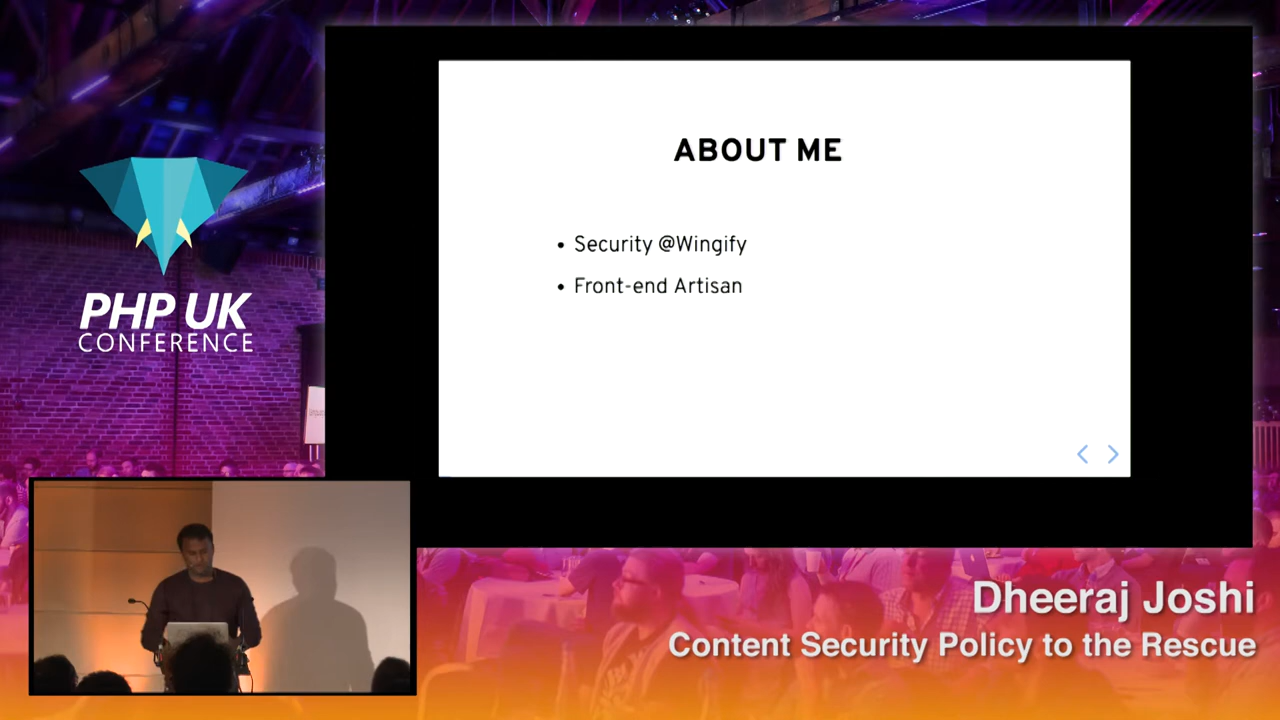 ABOUT ME
• Security @Wingify
• Front-end Artisan
PHP UK
CONFERENCE
Dheeraj Joshi
Content Security Policy to the Rescue